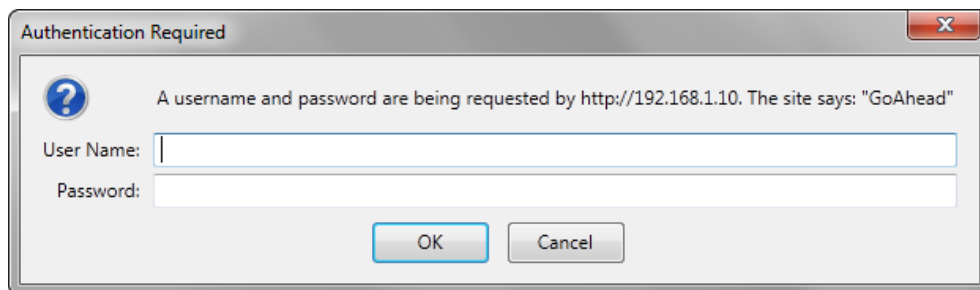 Authentication Required
A username and password are being requested by http://192.168.1.10. The site says: "GoAhead"
User Name:
Password:
OK Cancel